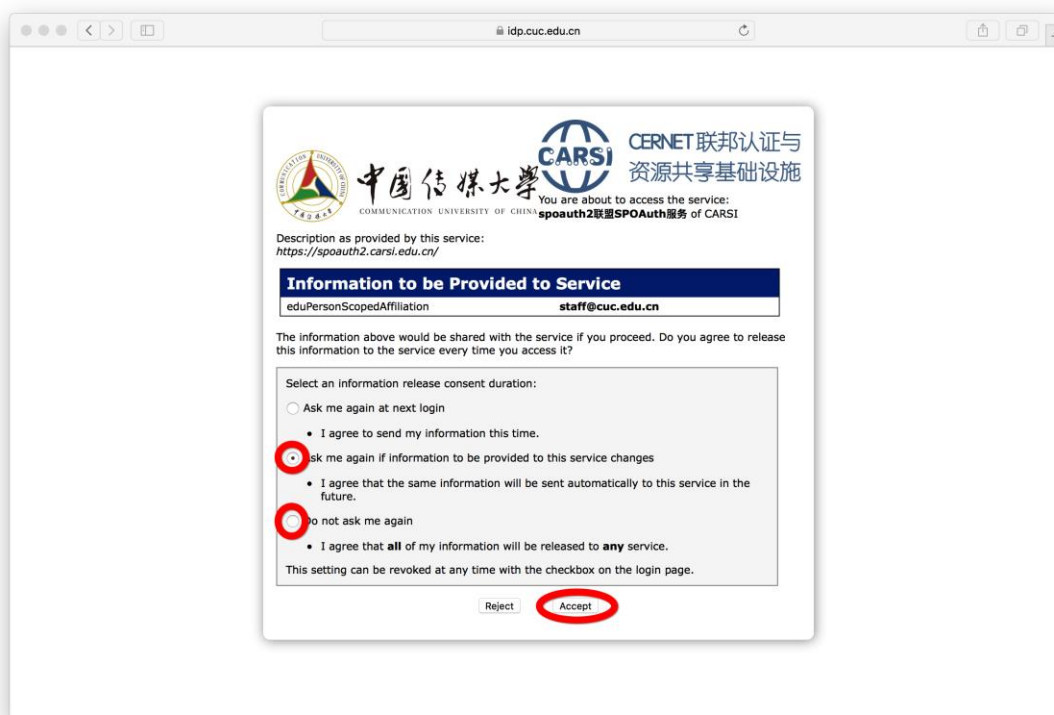 idp.cuc.edu.cn
CARSI
CERNET 联邦认证与
资源共享基础设施
中国传媒大学
COMMUNICATION UNIVERSITY OF CHINA
You are about to access the service:
spoauth2联盟SPOAuth服务 of CARSI
Description as provided by this service:
https://spoauth2.carsi.edu.cn/
Information to be Provided to Service
eduPersonScopedAffiliation staff@cuc.edu.cn
The information above would be shared with the service if you proceed. Do you agree to release
this information to the service every time you access it?
Select an information release consent duration:
Ask me again at next login
• I agree to send my information this time.
sk me again if information to be provided to this service changes
• I agree that the same information will be sent automatically to this service in the
future.
o not ask me again
• I agree that all of my information will be released to any service.
This setting can be revoked at any time with the checkbox on the login page.
Reject Accept